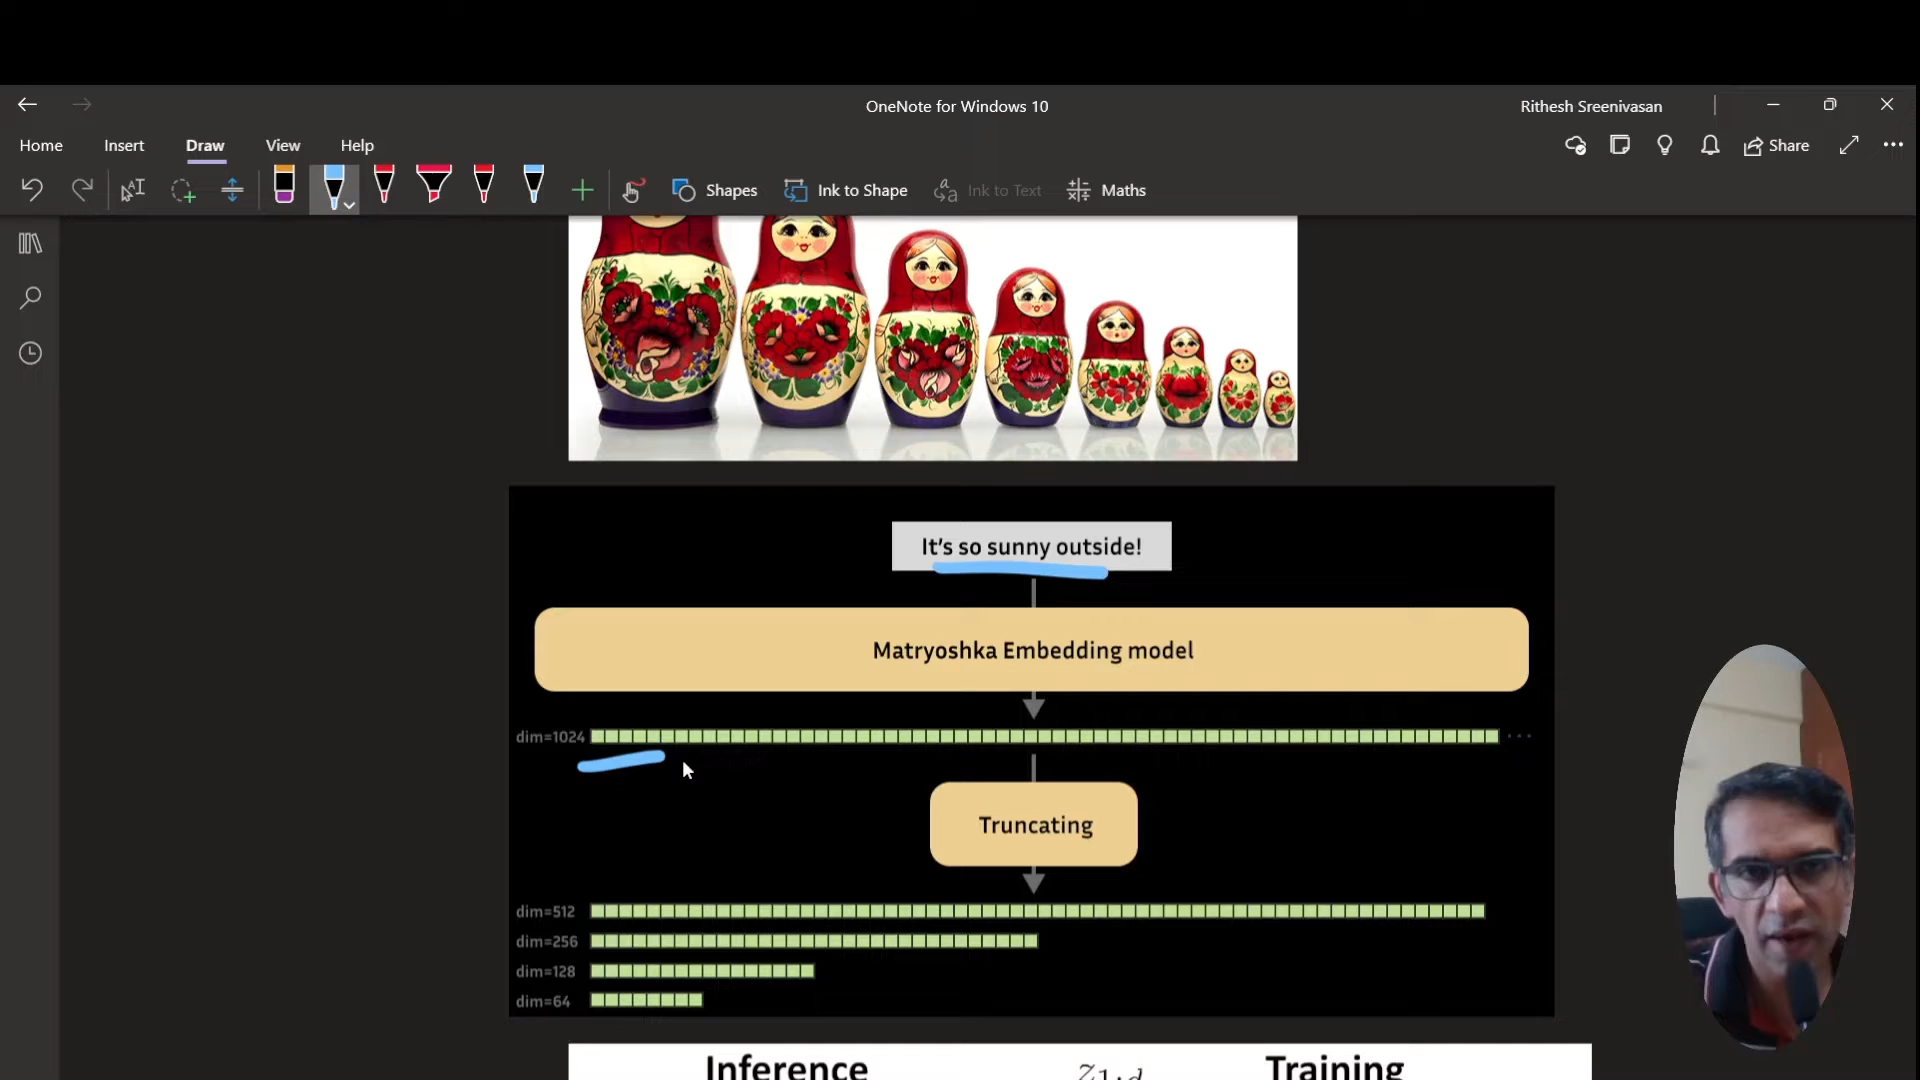 OneNote for Windows 10
Rithesh Sreenivasan
Home Insert Draw View Help
Share
Shapes Ink to Shape Ink to Text Maths
It's so sunny outside!
Matryoshka Embedding model
dim=1024
Truncating
dim=512
dim=256
dim=128
dim=64
Inference
Training